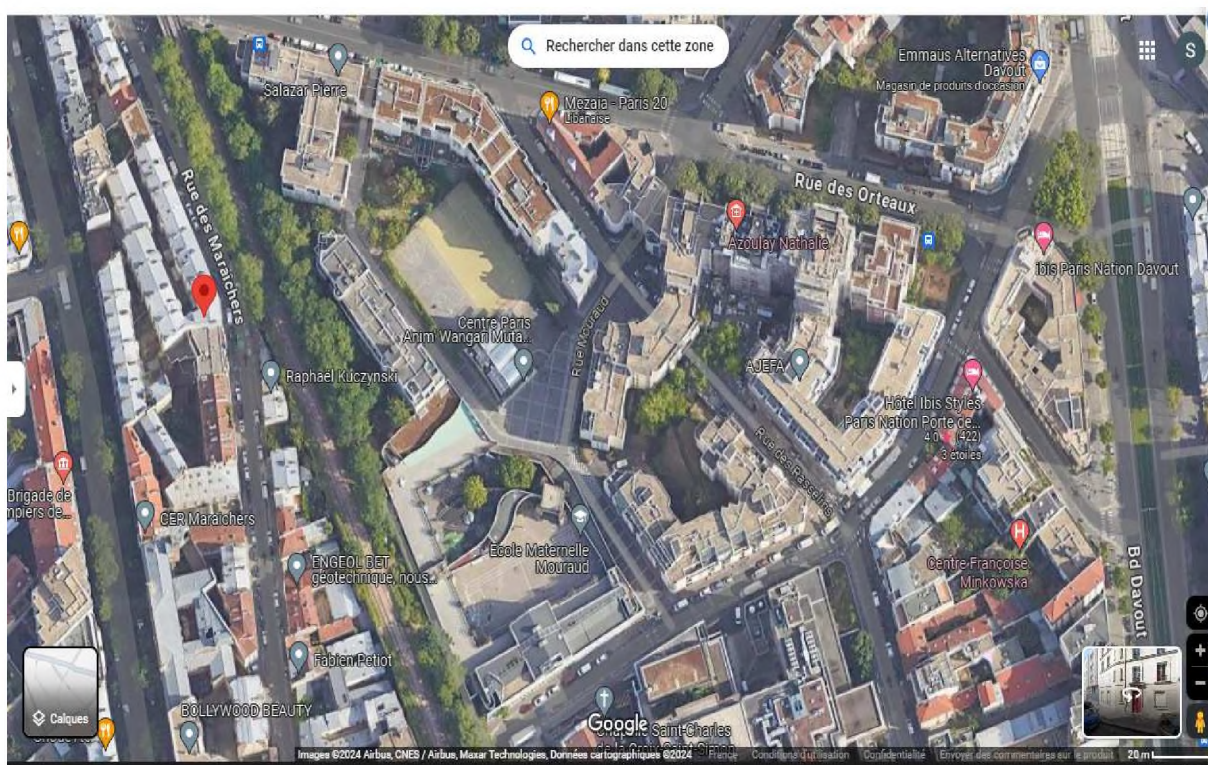 Rechercher dans cette zone
S
Emmaüs Alternatives
Davout
Magasin de produits d'occasion
Salazar Pierre
Mezaia - Paris 20
Libanaise
Rue des Maraichers
Rue des Orteaux
Azoulay Nathalie
ibis Paris Nation Davout
Rue Mouraud
Centre Paris
Anim' Wangari Muta...
Raphaël Kuczynski
AJEFA
Hôtel Ibis Styles
Paris Nation Porte de...
4,0
(422)
3 étoiles
Rue des Rasselins
Brigade de
mpiers de...
CER Maraichers
École Maternelle
Mouraud
ENGEOL BET
géotechnique, nous...
Centre Françoise
Minkowska
H
Bd Davout
Fabien Petiot
BOLLYWOOD BEAUTY
Calques
Google
Chapelle Saint-Charles
de la Croix Saint-Simon
Images ©2024 Airbus, CNES / Airbus, Maxar Technologies, Données cartographiques ©2024
France
Conditions d'utilisation
Confidentialité
Envoyer des commentaires sur le produit
20 m